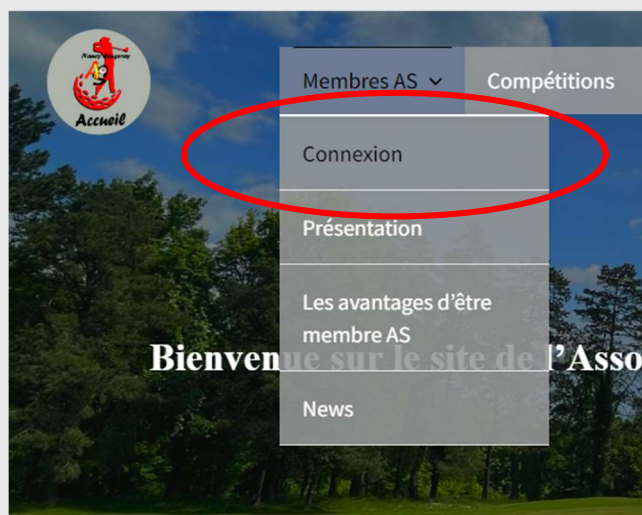 Accueil
Membres AS
Compétitions
Connexion
Présentation
Les avantages d'être
membre AS
Bienvenue sur le site de l'Asso
News